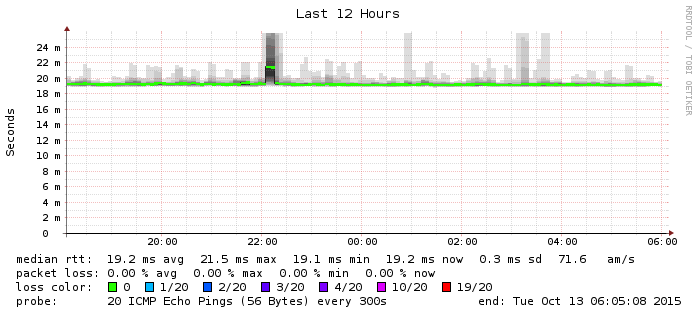 Last 12 Hours
RRDTOOL / TOBI OETIKER
Seconds
24 m
22 m
20 m
18 m
16 m
14 m
12 m
10 m
8 m
6 m
4 m
2 m
0
20:00 22:00 00:00 02:00 04:00 06:00
median rtt: 19.2 ms avg 21.5 ms max 19.1 ms min 19.2 ms now 0.3 ms sd 71.6 am/s
packet loss: 0.00 % avg 0.00 % max 0.00 % min 0.00 % now
loss color: 0 1/20 2/20 3/20 4/20 10/20 19/20
probe: 20 ICMP Echo Pings (56 Bytes) every 300s end: Tue Oct 13 06:05:08 2015